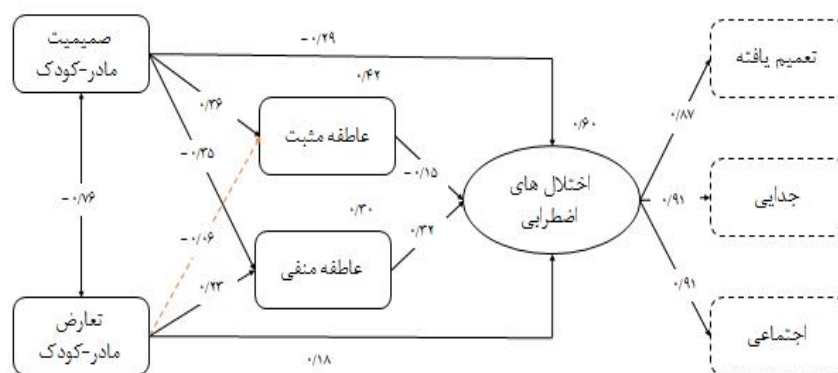 صمیمیت
مادر-کودک
-۰/۲۹
۰/۴۲
۰/۳۶
عاطفه مثبت
-۰/۳۵
-۰/۱۵
۰/۶۰
اختلال های
اضطرابی
۰/۸۷
تعمیم یافته
-۰/۷۶
۰/۹۱
جدایی
-۰/۰۶
۰/۳۰
۰/۳۲
عاطفه منفی
۰/۲۳
۰/۹۱
اجتماعی
تعارض
مادر-کودک
۰/۱۸